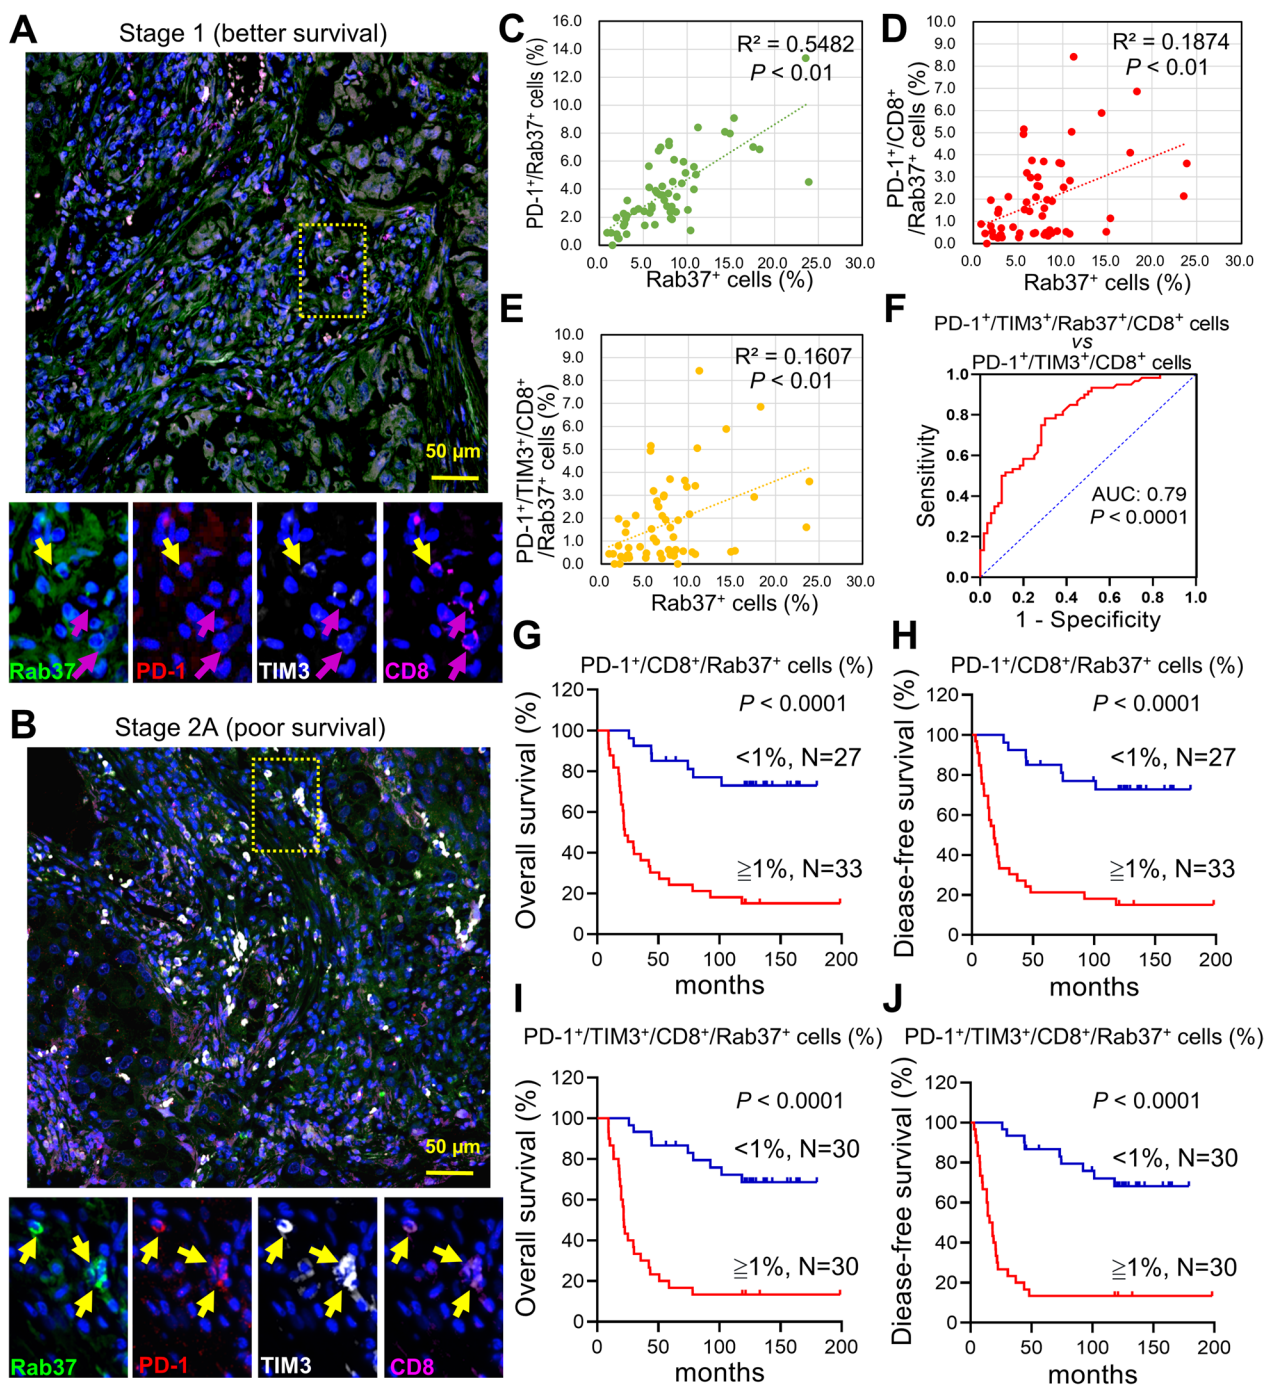 A
Stage 1 (better survival)
50 µm
Rab37
PD-1
TIM3
CD8
B
Stage 2A (poor survival)
50 µm
Rab37
PD-1
TIM3
CD8
C
PD-1⁺/Rab37⁺ cells (%)
16.0
14.0
12.0
10.0
8.0
6.0
4.0
2.0
0.0
R² = 0.5482
P < 0.01
0.0 5.0 10.0 15.0 20.0 25.0 30.0
Rab37⁺ cells (%)
D
PD-1⁺/CD8⁺
/Rab37⁺ cells (%)
10.0
9.0
8.0
7.0
6.0
5.0
4.0
3.0
2.0
1.0
0.0
R² = 0.1874
P < 0.01
0.0 5.0 10.0 15.0 20.0 25.0 30.0
Rab37⁺ cells (%)
E
PD-1⁺/TIM3⁺/CD8⁺
/Rab37⁺ cells (%)
10.0
9.0
8.0
7.0
6.0
5.0
4.0
3.0
2.0
1.0
0.0
R² = 0.1607
P < 0.01
0.0 5.0 10.0 15.0 20.0 25.0 30.0
Rab37⁺ cells (%)
F
PD-1⁺/TIM3⁺/Rab37⁺/CD8⁺ cells
vs
PD-1⁺/TIM3⁺/CD8⁺ cells
Sensitivity
1.0
0.8
0.6
0.4
0.2
0.0
AUC: 0.79
P < 0.0001
0.0 0.2 0.4 0.6 0.8 1.0
1 - Specificity
G
PD-1⁺/CD8⁺/Rab37⁺ cells (%)
Overall survival (%)
120
100
80
60
40
20
0
P < 0.0001
<1%, N=27
≧1%, N=33
0 50 100 150 200
months
H
PD-1⁺/CD8⁺/Rab37⁺ cells (%)
Diease-free survival (%)
120
100
80
60
40
20
0
P < 0.0001
<1%, N=27
≧1%, N=33
0 50 100 150 200
months
I
PD-1⁺/TIM3⁺/CD8⁺/Rab37⁺ cells (%)
Overall survival (%)
120
100
80
60
40
20
0
P < 0.0001
<1%, N=30
≧1%, N=30
0 50 100 150 200
months
J
PD-1⁺/TIM3⁺/CD8⁺/Rab37⁺ cells (%)
Diease-free survival (%)
120
100
80
60
40
20
0
P < 0.0001
<1%, N=30
≧1%, N=30
0 50 100 150 200
months